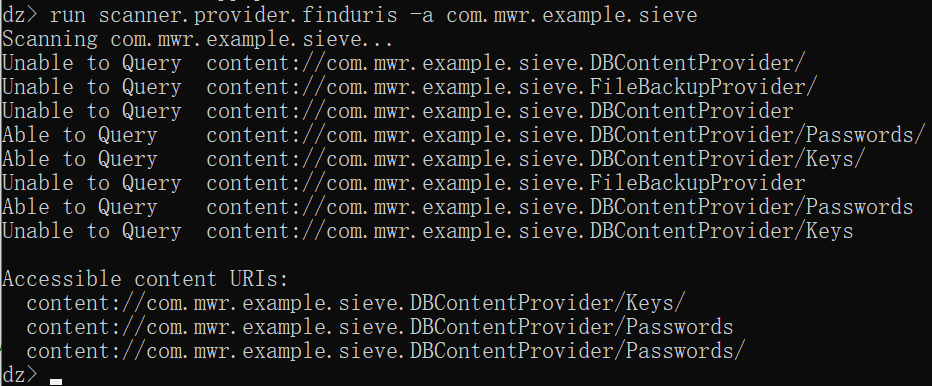 dz> run scanner.provider.finduris -a com.mwr.example.sieve
Scanning com.mwr.example.sieve...
Unable to Query  content://com.mwr.example.sieve.DBContentProvider/
Unable to Query  content://com.mwr.example.sieve.FileBackupProvider/
Unable to Query  content://com.mwr.example.sieve.DBContentProvider
Able to Query    content://com.mwr.example.sieve.DBContentProvider/Passwords/
Able to Query    content://com.mwr.example.sieve.DBContentProvider/Keys/
Unable to Query  content://com.mwr.example.sieve.FileBackupProvider
Able to Query    content://com.mwr.example.sieve.DBContentProvider/Passwords
Unable to Query  content://com.mwr.example.sieve.DBContentProvider/Keys

Accessible content URIs:
  content://com.mwr.example.sieve.DBContentProvider/Keys/
  content://com.mwr.example.sieve.DBContentProvider/Passwords
  content://com.mwr.example.sieve.DBContentProvider/Passwords/
dz>